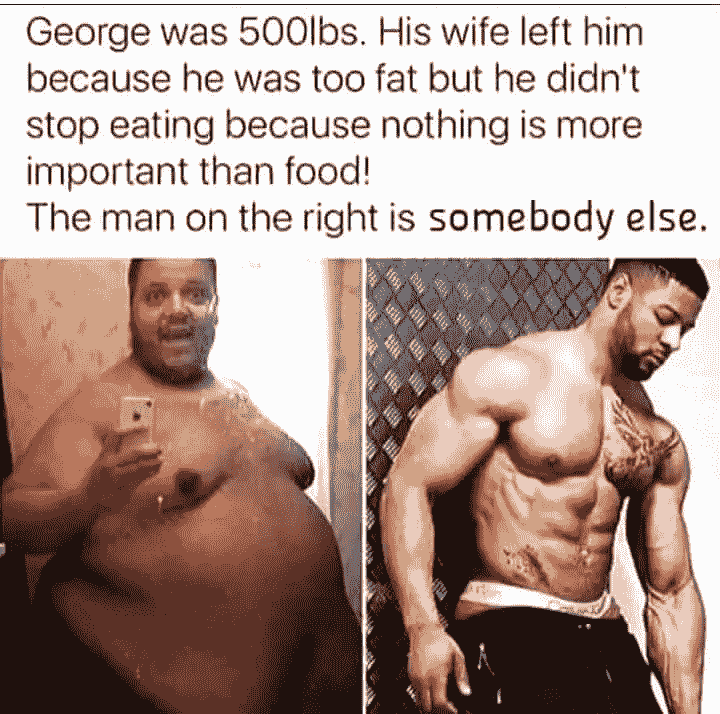 George was 500lbs. His wife left him
because he was too fat but he didn't
stop eating because nothing is more
important than food!
The man on the right is somebody else.